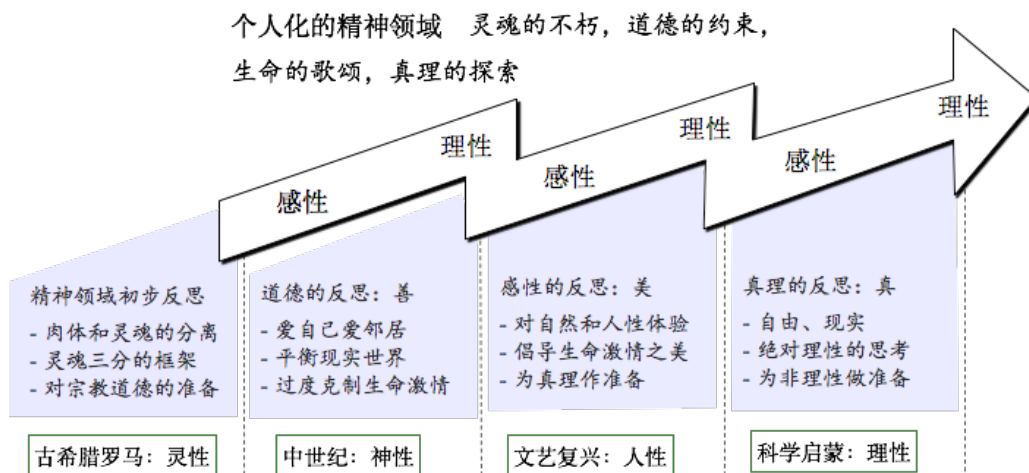 个人化的精神领域 灵魂的不朽，道德的约束，
生命的歌颂，真理的探索
感性
理性
感性
理性
感性
理性
精神领域初步反思
- 肉体和灵魂的分离
- 灵魂三分的框架
- 对宗教道德的准备
道德的反思：善
- 爱自己爱邻居
- 平衡现实世界
- 过度克制生命激情
感性的反思：美
- 对自然和人性体验
- 倡导生命激情之美
- 为真理作准备
真理的反思：真
- 自由、现实
- 绝对理性的思考
- 为非理性做准备
古希腊罗马：灵性
中世纪：神性
文艺复兴：人性
科学启蒙：理性